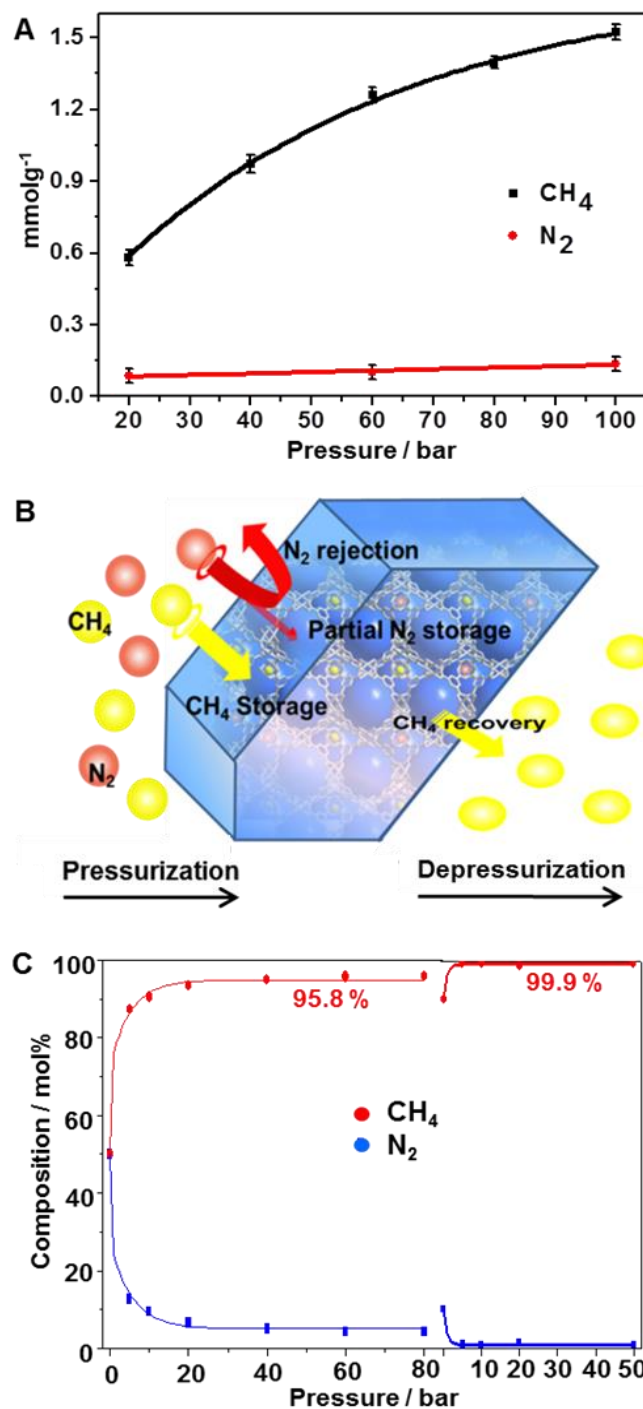 A
1.5
1.2
0.9
0.6
0.3
0.0
mmolg-1
CH4
N2
20 30 40 50 60 70 80 90 100
Pressure / bar
B
N2 rejection
CH4
Partial N2 storage
CH4 Storage
CH4 recovery
N2
Pressurization
Depressurization
C
100
80
60
40
20
0
Composition / mol%
95.8 %
99.9 %
CH4
N2
0 20 40 60 80 10 20 30 50
Pressure / bar